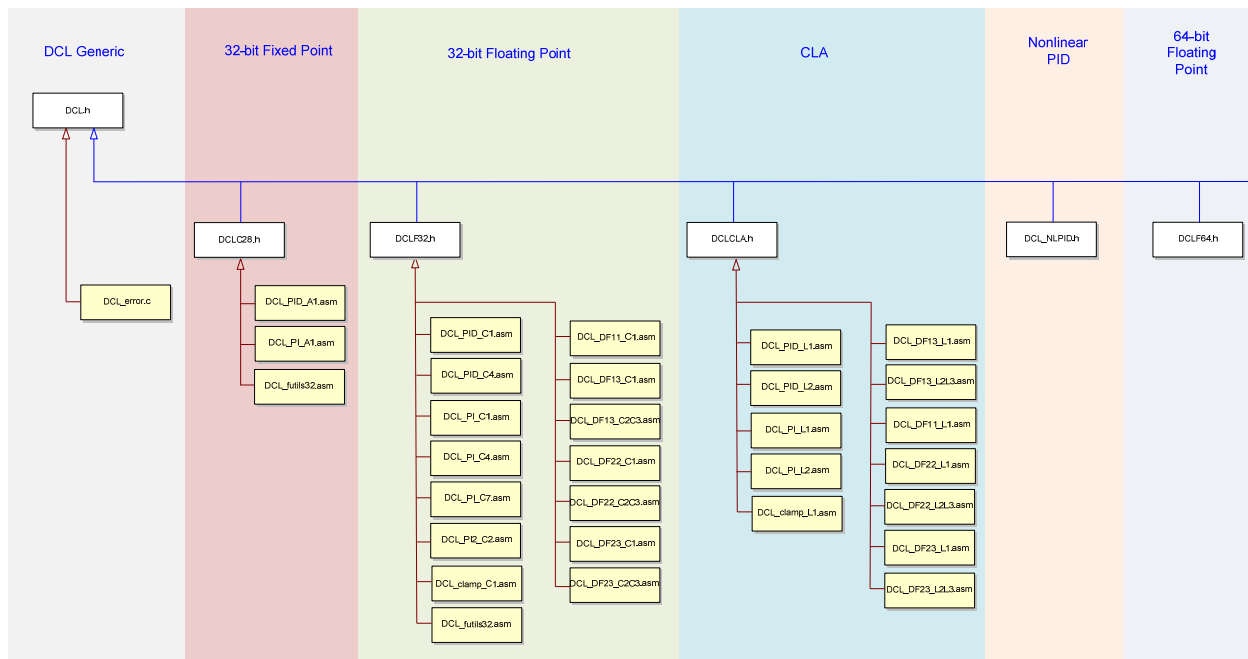 DCL Generic
32-bit Fixed Point
32-bit Floating Point
CLA
Nonlinear
PID
64-bit
Floating
Point
DCL.h
DCLC28.h
DCLF32.h
DCLCLA.h
DCL_NLPID.h
DCLF64.h
DCL_error.c
DCL_PID_A1.asm
DCL_PI_A1.asm
DCL_futils32.asm
DCL_PID_C1.asm
DCL_PID_C4.asm
DCL_PI_C1.asm
DCL_PI_C4.asm
DCL_PI_C7.asm
DCL_PI2_C2.asm
DCL_clamp_C1.asm
DCL_futils32.asm
DCL_DF11_C1.asm
DCL_DF13_C1.asm
DCL_DF13_C2C3.asm
DCL_DF22_C1.asm
DCL_DF22_C2C3.asm
DCL_DF23_C1.asm
DCL_DF23_C2C3.asm
DCL_PID_L1.asm
DCL_PID_L2.asm
DCL_PI_L1.asm
DCL_PI_L2.asm
DCL_clamp_L1.asm
DCL_DF13_L1.asm
DCL_DF13_L2L3.asm
DCL_DF11_L1.asm
DCL_DF22_L1.asm
DCL_DF22_L2L3.asm
DCL_DF23_L1.asm
DCL_DF23_L2L3.asm